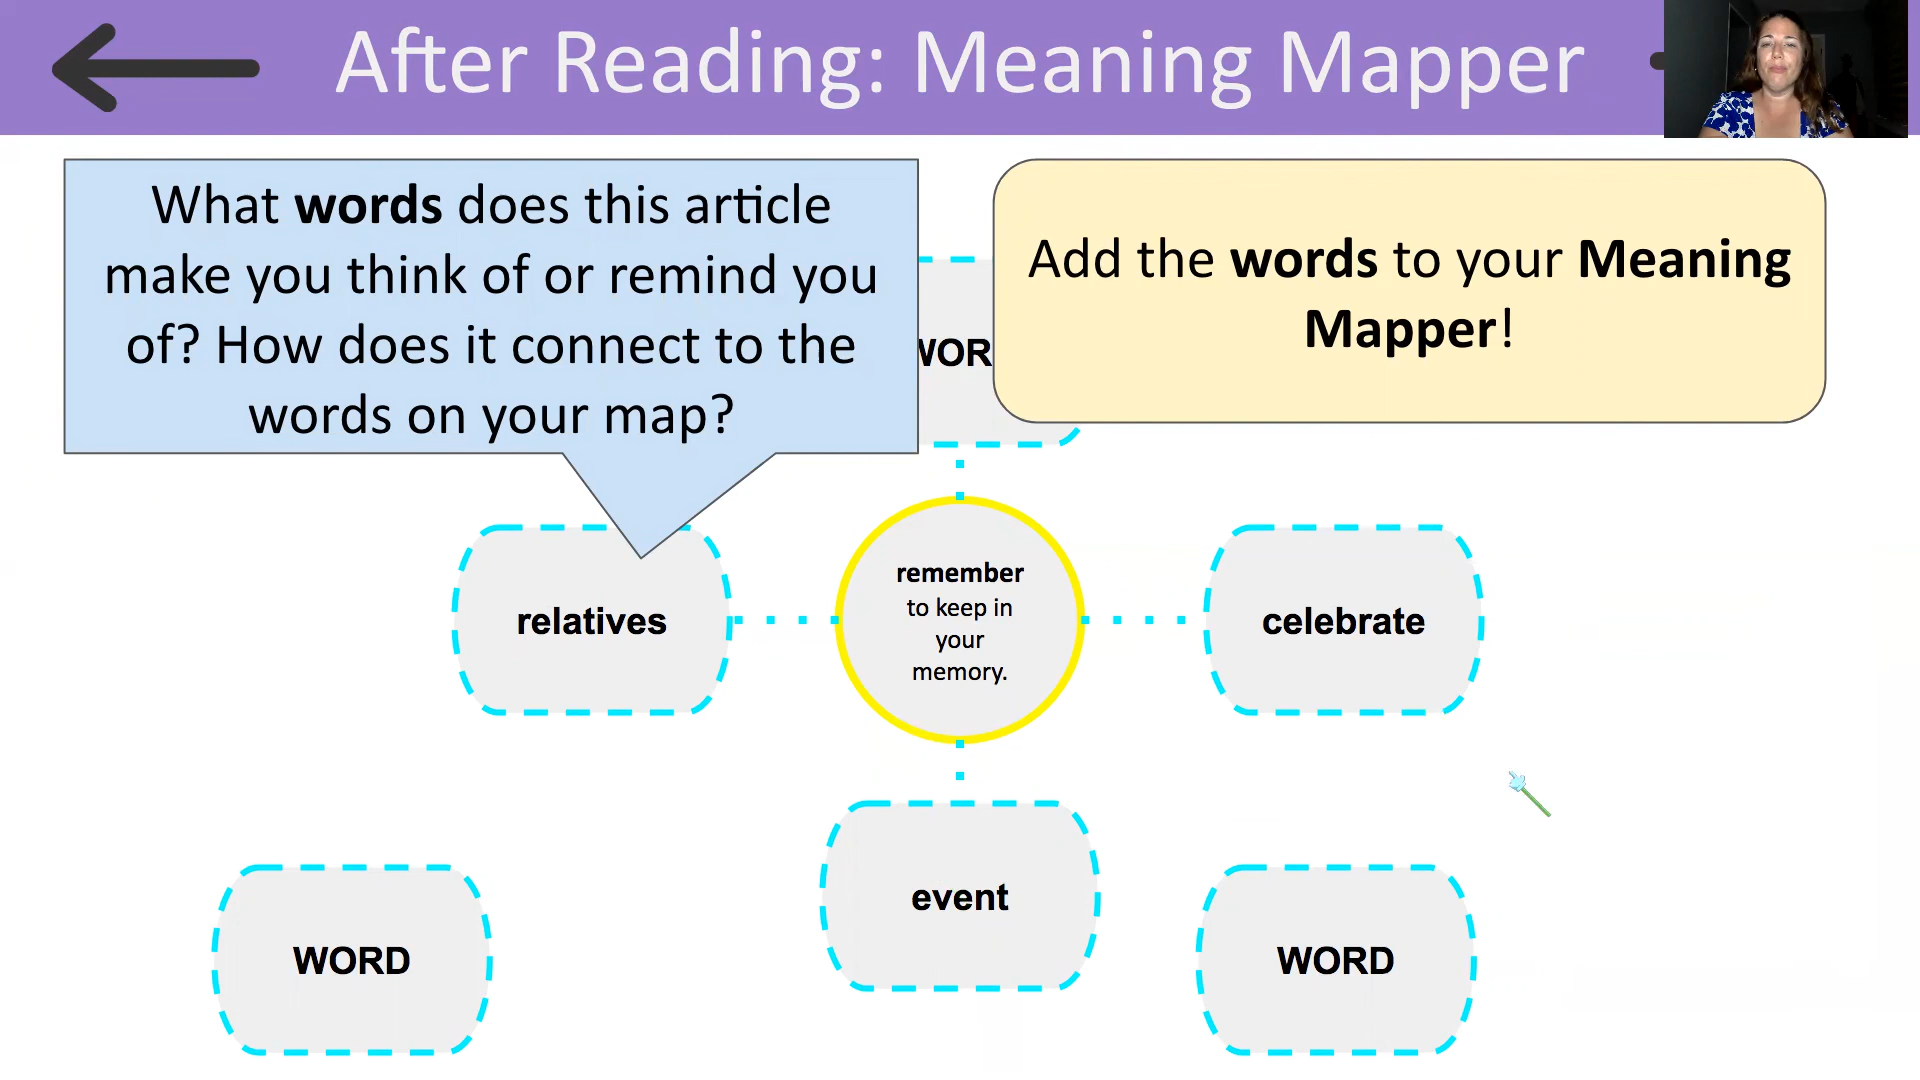 After Reading: Meaning Mapper
What words does this article
make you think of or remind you
of? How does it connect to the
words on your map?
Add the words to your Meaning
Mapper!
WOR
remember
to keep in
your
memory.
relatives
celebrate
event
WORD
WORD